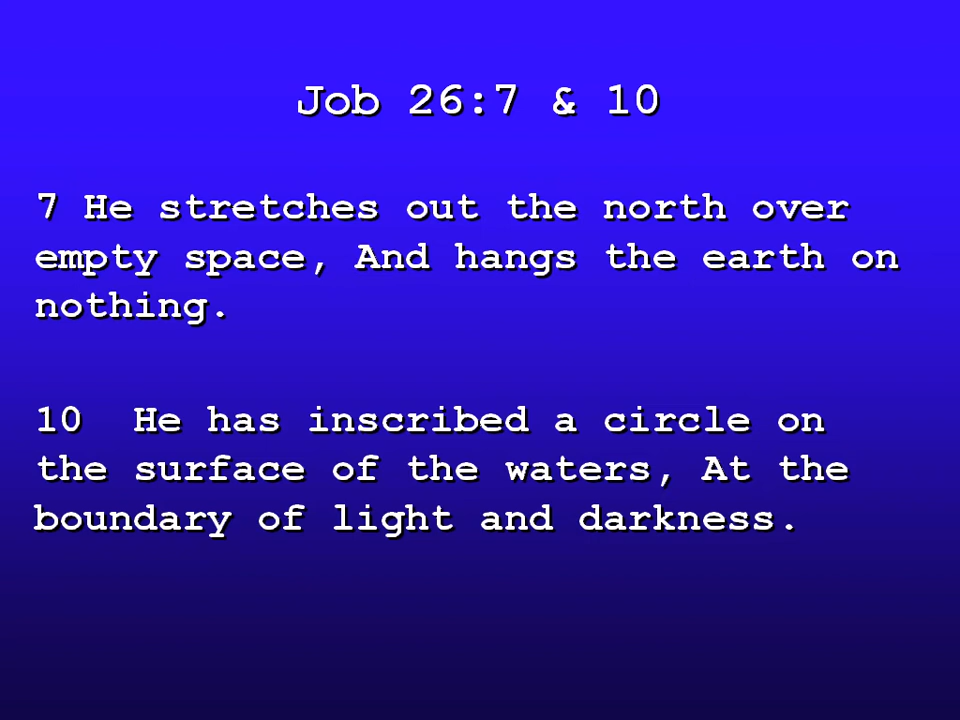 Job 26:7 & 10
7 He stretches out the north over
empty space, And hangs the earth on
nothing.
10  He has inscribed a circle on
the surface of the waters, At the
boundary of light and darkness.